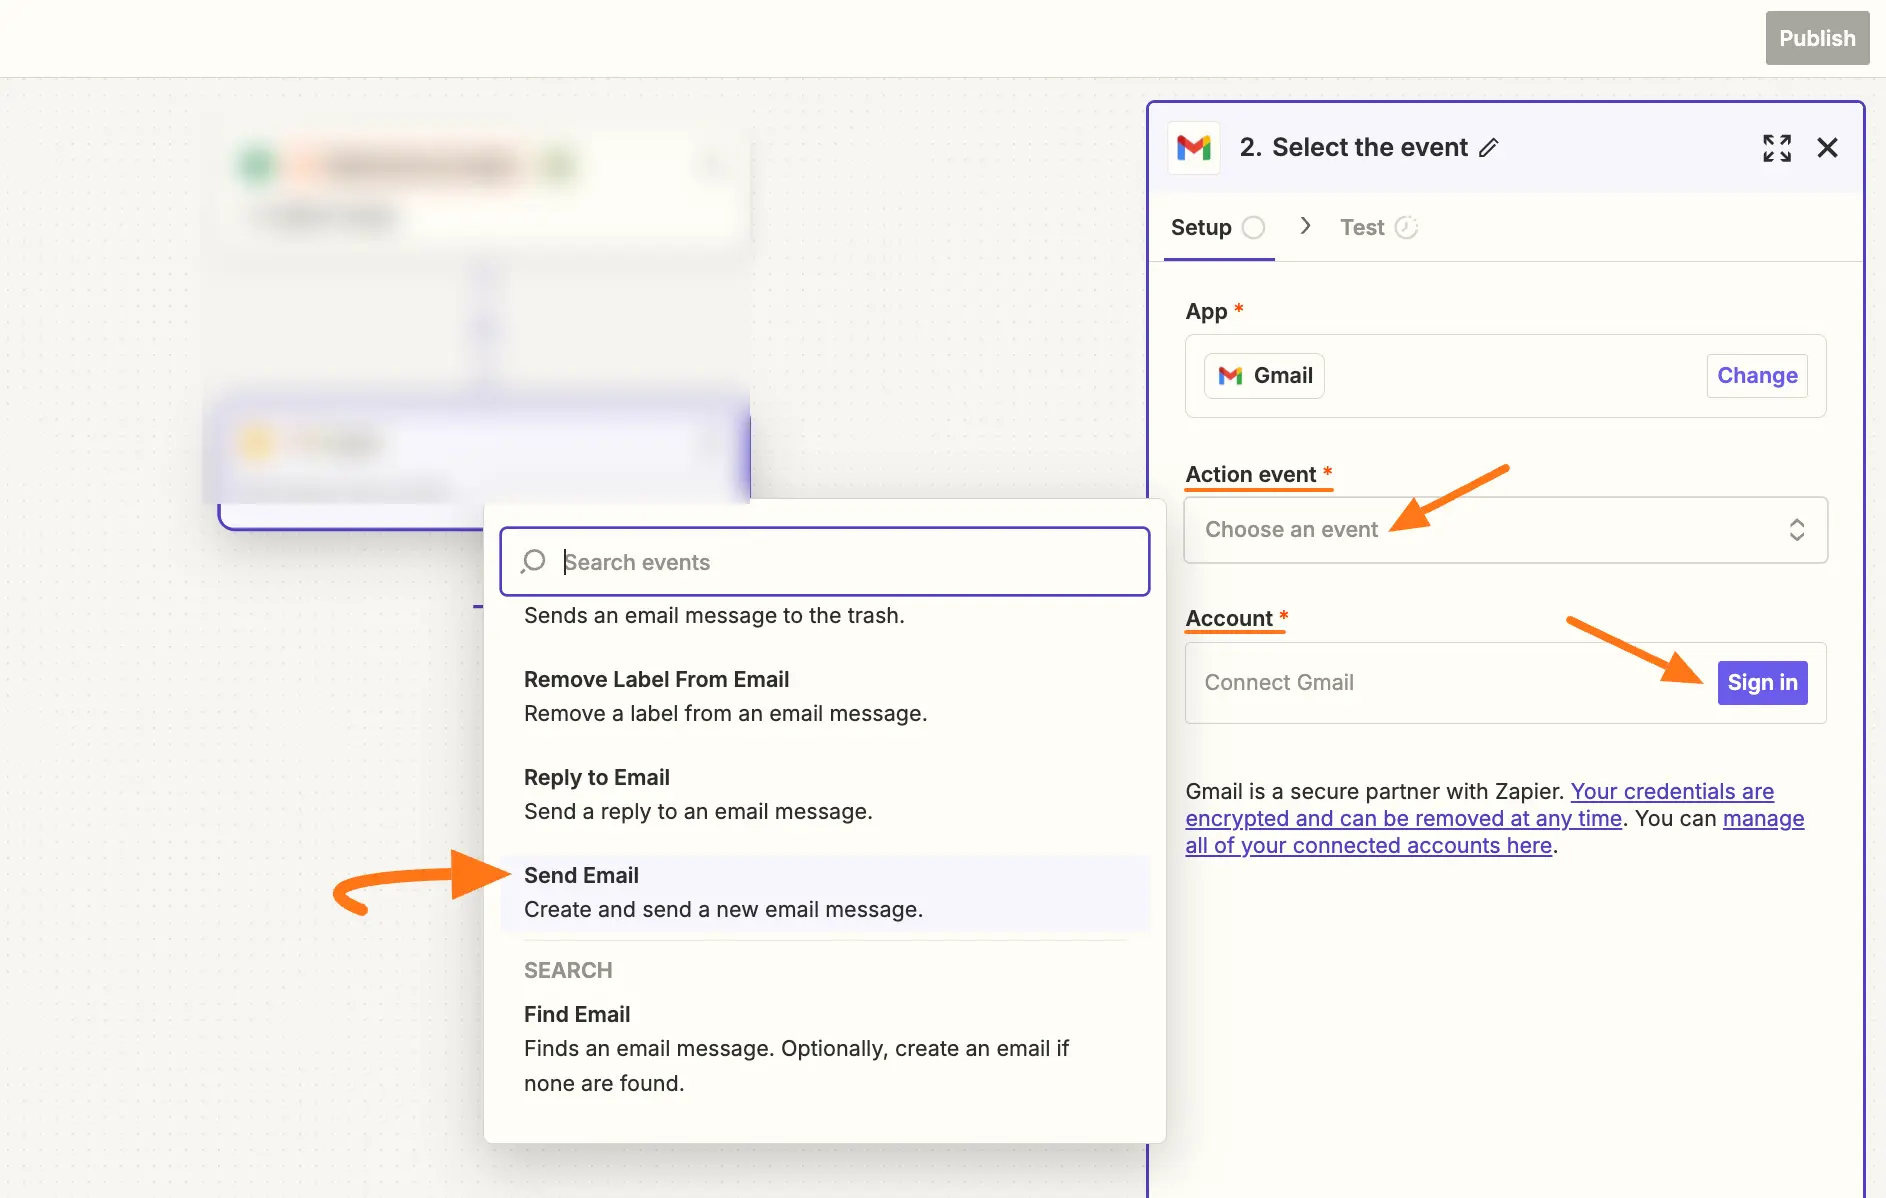 Publish
2. Select the event
Setup
Test
App *
Gmail
Change
Action event *
Choose an event
Account *
Connect Gmail
Sign in
Gmail is a secure partner with Zapier. Your credentials are
encrypted and can be removed at any time. You can manage
all of your connected accounts here.
Search events
Sends an email message to the trash.
Remove Label From Email
Remove a label from an email message.
Reply to Email
Send a reply to an email message.
Send Email
Create and send a new email message.
SEARCH
Find Email
Finds an email message. Optionally, create an email if
none are found.